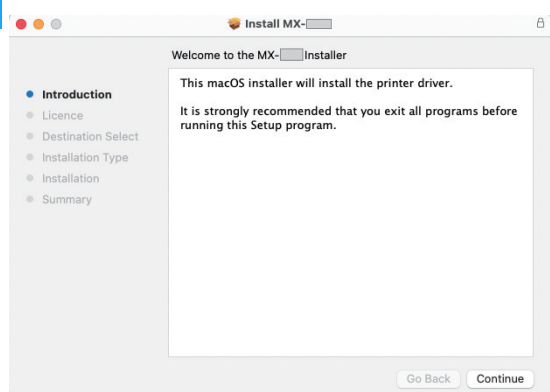 Install MX-
Welcome to the MX- Installer
Introduction
Licence
Destination Select
Installation Type
Installation
Summary
This macOS installer will install the printer driver.
It is strongly recommended that you exit all programs before
running this Setup program.
Go Back
Continue